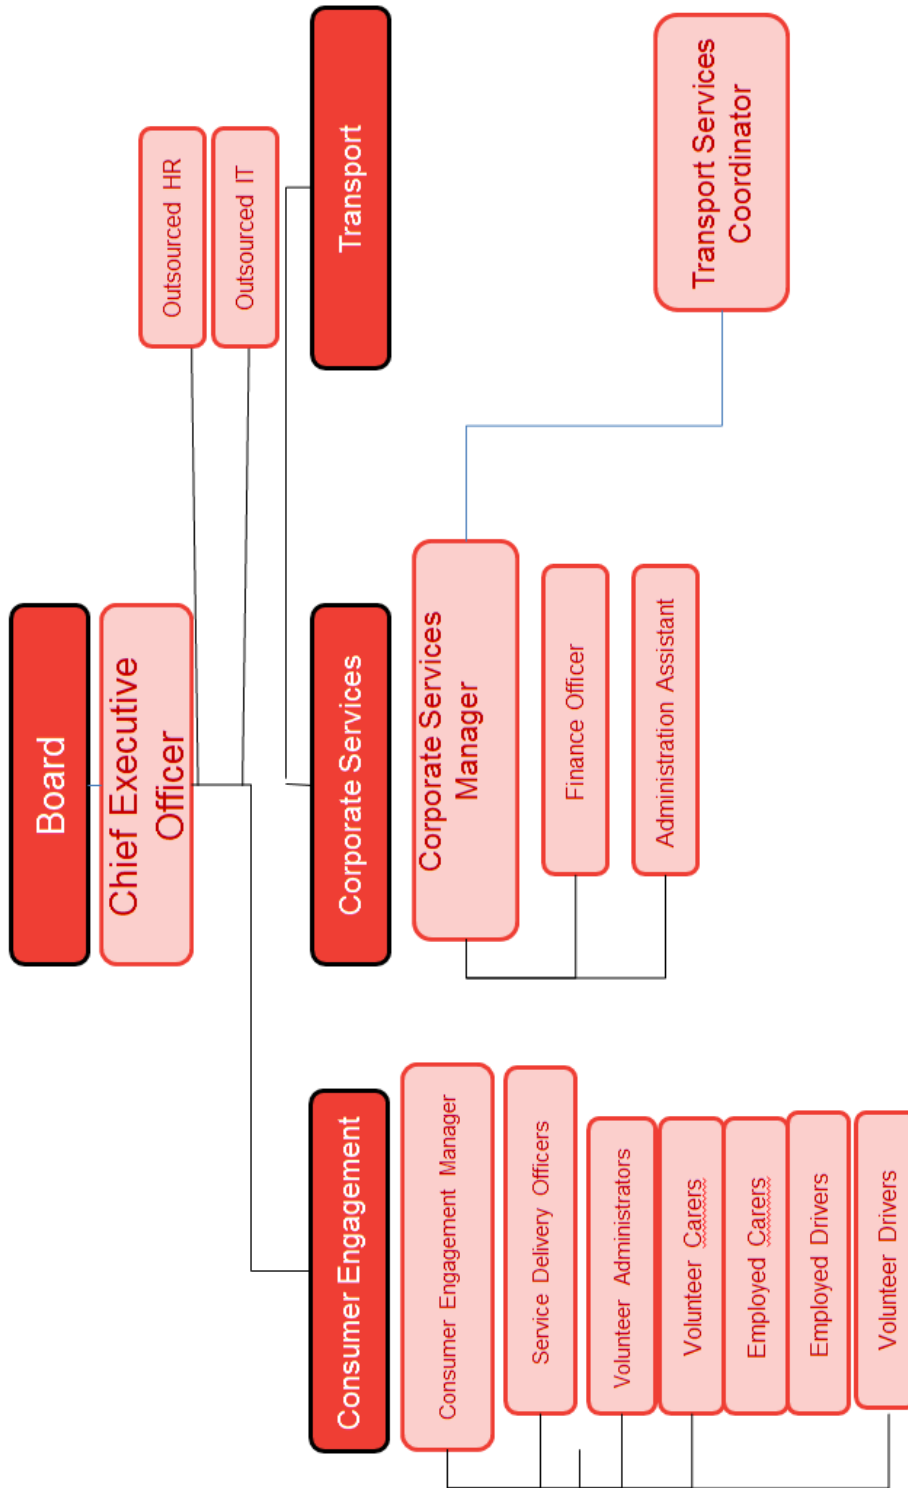 Board
Chief Executive
Officer
Outsourced HR
Outsourced IT
Consumer Engagement
Corporate Services
Transport
Consumer Engagement Manager
Service Delivery Officers
Volunteer Administrators
Volunteer Carers
Employed Carers
Employed Drivers
Volunteer Drivers
Corporate Services
Manager
Finance Officer
Administration Assistant
Transport Services
Coordinator